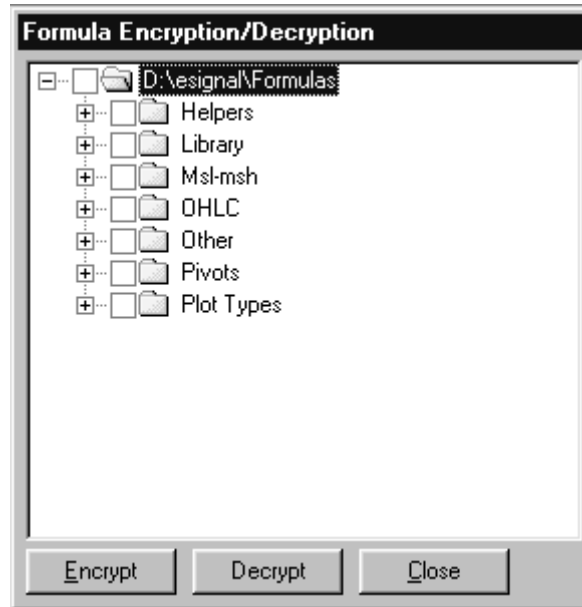 Formula Encryption/Decryption
D:\esignal\Formulas
Helpers
Library
Msl-msh
OHLC
Other
Pivots
Plot Types
Encrypt Decrypt Close